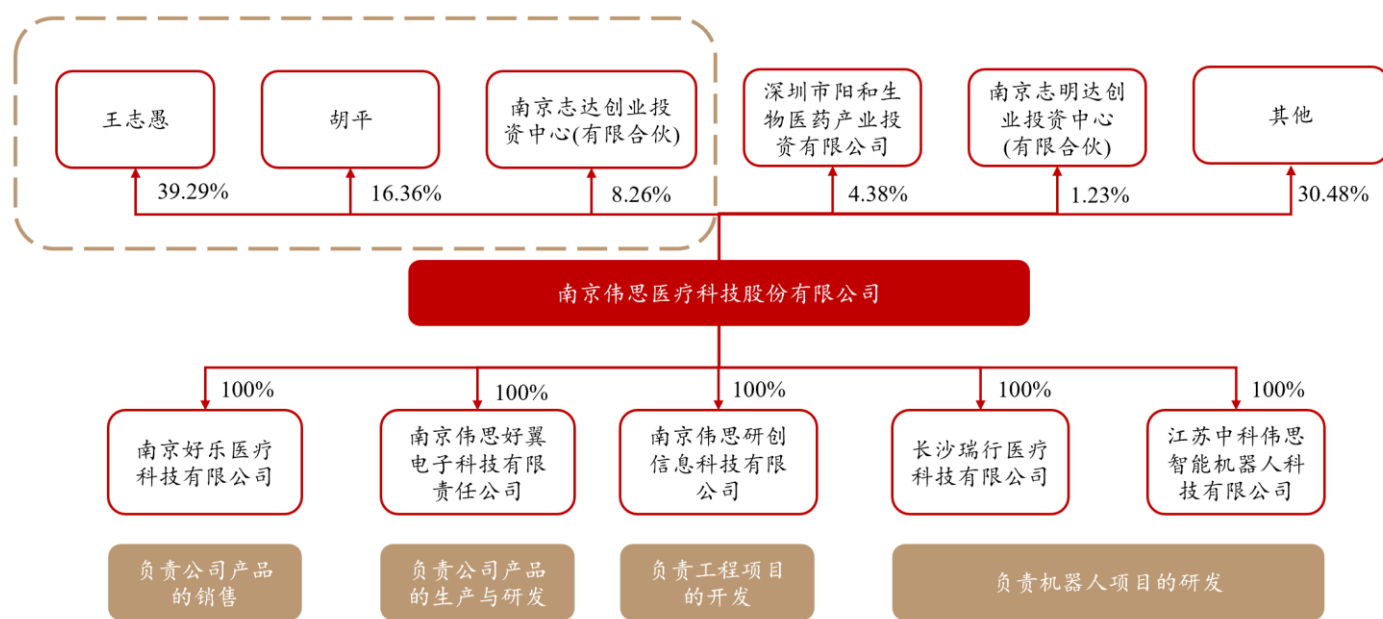 王志愚
胡平
南京志达创业投
资中心(有限合伙)
深圳市阳和生
物医药产业投
资有限公司
南京志明达创
业投资中心
(有限合伙)
其他
39.29%
16.36%
8.26%
4.38%
1.23%
30.48%
南京伟思医疗科技股份有限公司
100%
100%
100%
100%
100%
南京好乐医疗
科技有限公司
南京伟思好翼
电子科技有限
责任公司
南京伟思研创
信息科技有限
公司
长沙瑞行医疗
科技有限公司
江苏中科伟思
智能机器人科
技有限公司
负责公司产品
的销售
负责公司产品
的生产与研发
负责工程项目
的开发
负责机器人项目的研发